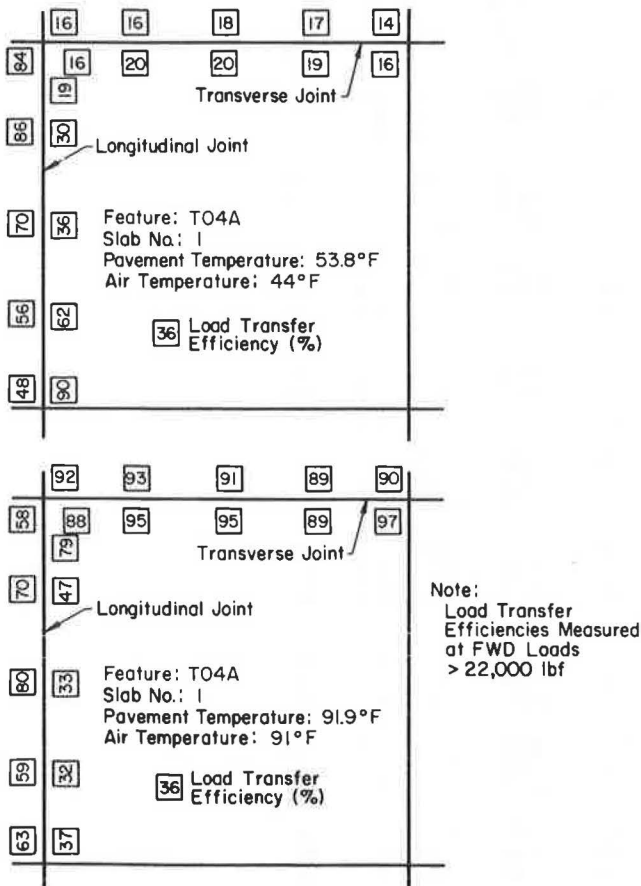 16 16 18 17 14
84 16 20 20 19 16
19
Transverse Joint
86 30
Longitudinal Joint
70 36
Feature: T04A
Slab No.: 1
Pavement Temperature: 53.8°F
Air Temperature: 44°F
56 62
36 Load Transfer
Efficiency (%)
48 90
92 93 91 89 90
58 88 95 95 89 97
79
Transverse Joint
70 47
Longitudinal Joint
Note:
Load Transfer
Efficiencies Measured
at FWD Loads
> 22,000 lbf
80 33
Feature: T04A
Slab No.: 1
Pavement Temperature: 91.9°F
Air Temperature: 91°F
59 32
36 Load Transfer
Efficiency (%)
63 37